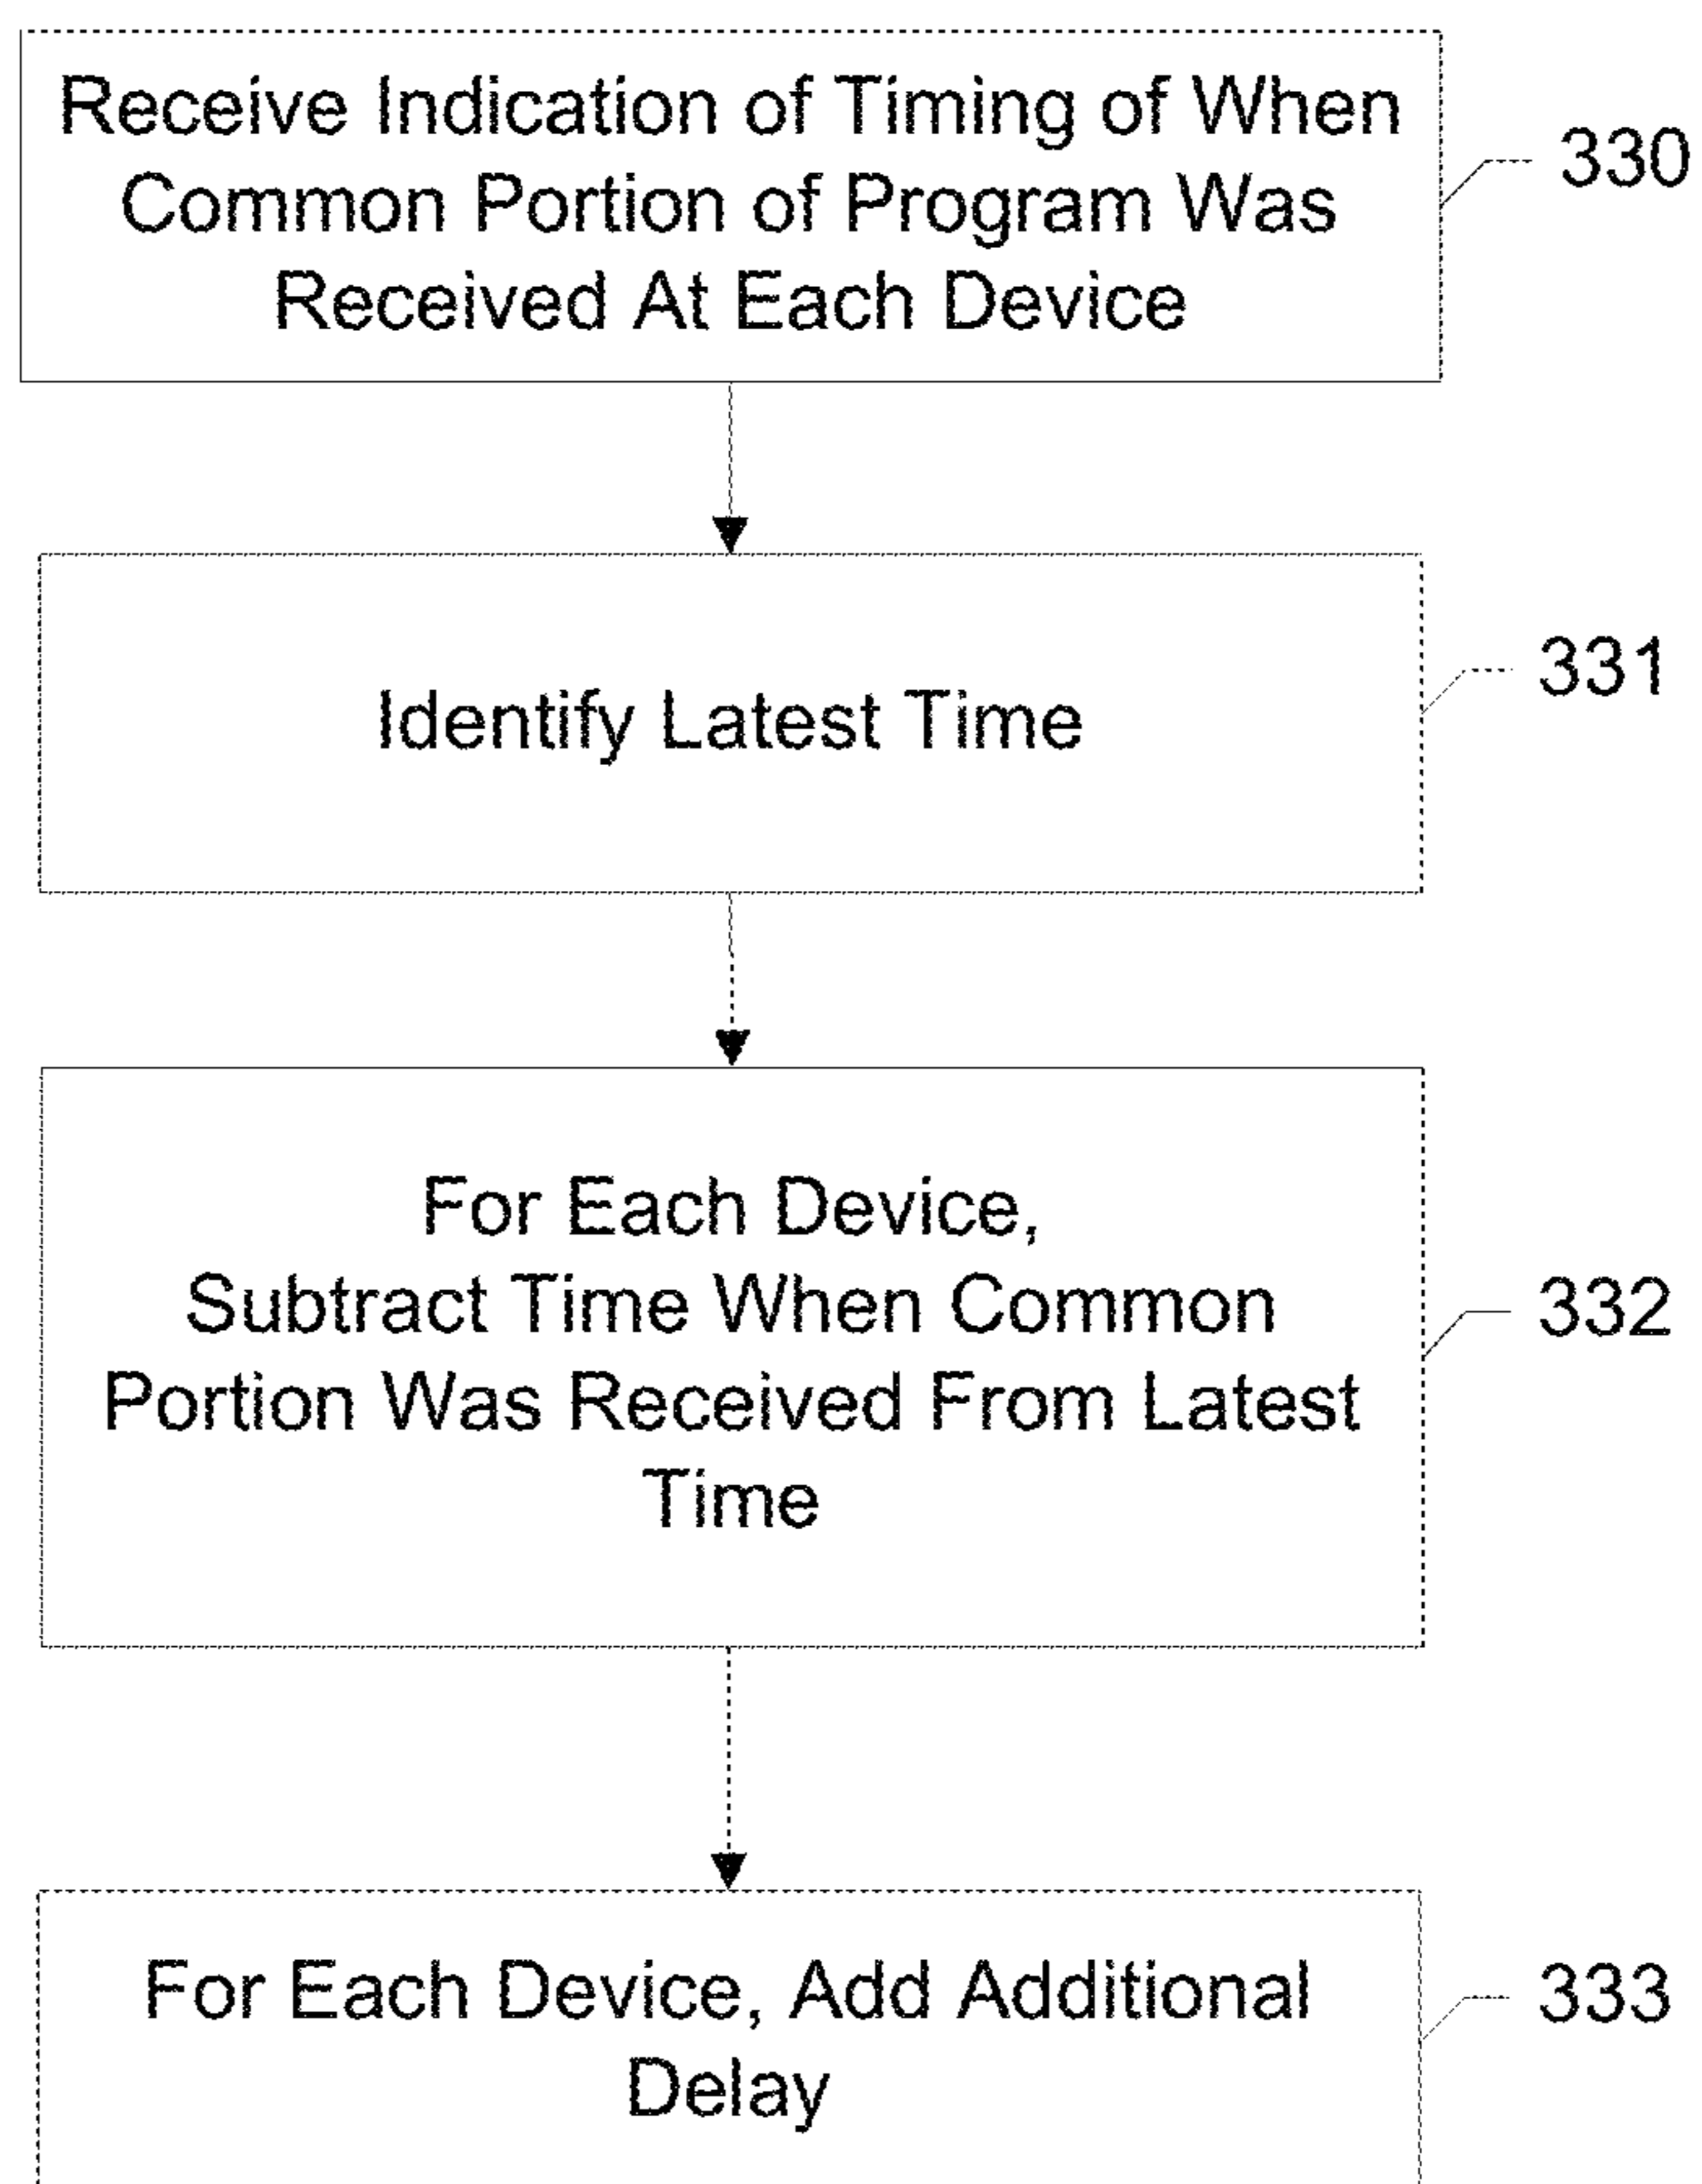 Receive Indication of Timing of When
Common Portion of Program Was
Received At Each Device
330
Identify Latest Time
331
For Each Device,
Subtract Time When Common
Portion Was Received From Latest
Time
332
For Each Device, Add Additional
Delay
333